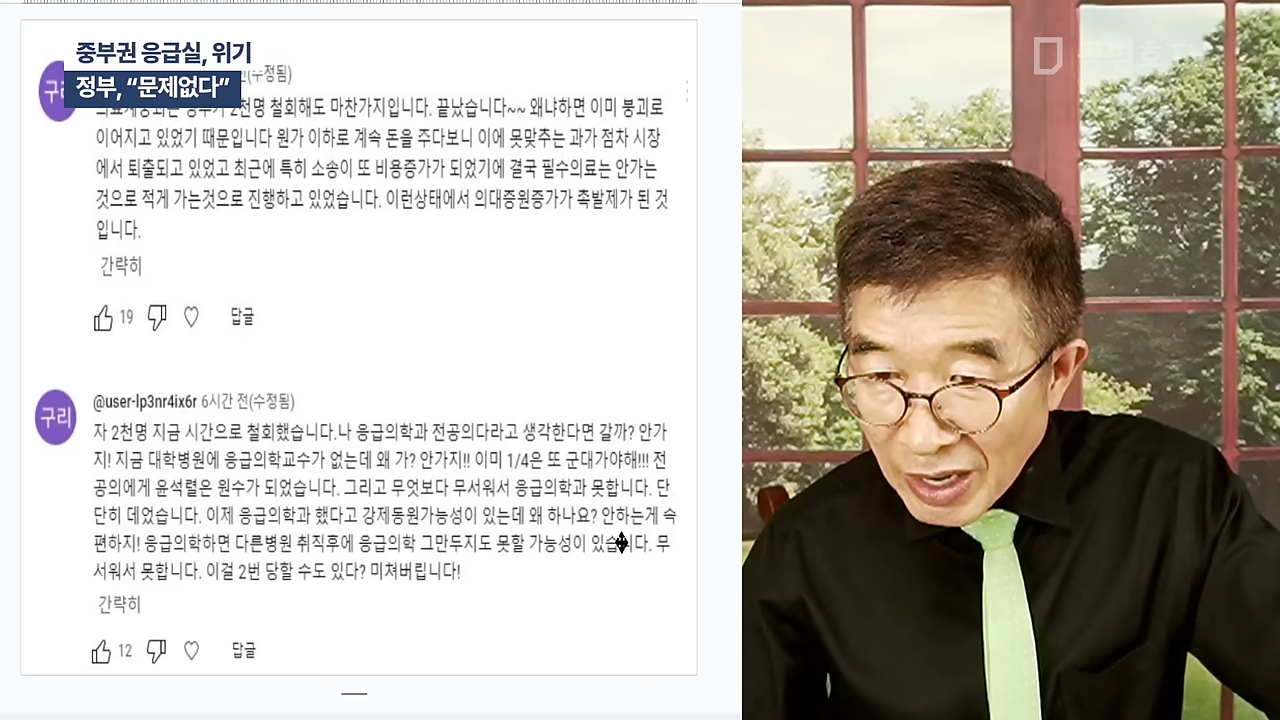 중부권 응급실, 위기
정부, “문제없다”
전(수정됨)
2천명 철회해도 마찬가지입니다. 끝났습니다~~ 왜냐하면 이미 붕괴로
이어지고 있었기 때문입니다 원가 이하로 계속 돈을 주다보니 이에 못맞추는 과가 점차 시장
에서 퇴출되고 있었고 최근에 특히 소송이 또 비용증가가 되었기에 결국 필수의료는 안가는
것으로 적게 가는것으로 진행하고 있었습니다. 이런상태에서 의대증원증가가 촉발제가 된 것
입니다.
간략히
19
답글
구리
@user-lp3nr4ix6r 6시간 전(수정됨)
자 2천명 지금 시간으로 철회했습니다.나 응급의학과 전공의다라고 생각한다면 갈까? 안가
지! 지금 대학병원에 응급의학교수가 없는데 왜 가? 안가지!! 이미 1/4은 또 군대가야해!!! 전
공의에게 윤석렬은 원수가 되었습니다. 그리고 무엇보다 무서워서 응급의학과 못합니다. 단
단히 데었습니다. 이제 응급의학과 했다고 강제동원가능성이 있는데 왜 하나요? 안하는게 속
편하지! 응급의학하면 다른병원 취직후에 응급의학 그만두지도 못할 가능성이 있습니다. 무
서워서 못합니다. 이걸 2번 당할 수도 있다? 미쳐버립니다!
간략히
12
답글